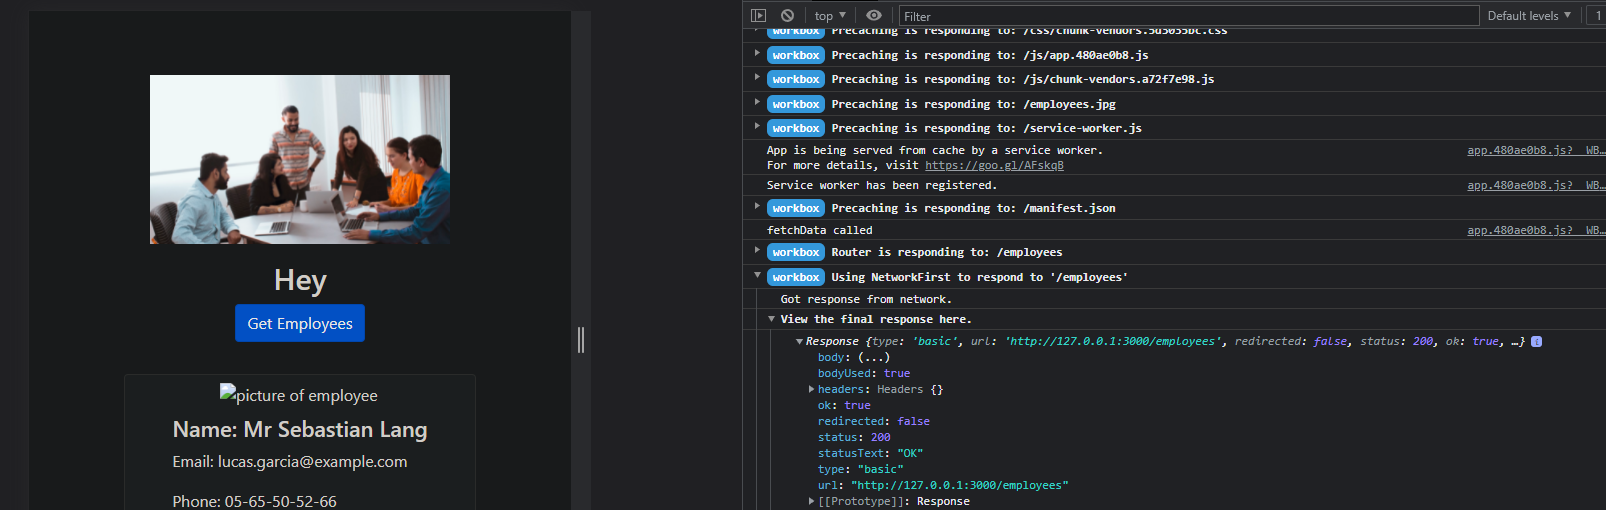 Hey
Get Employees
picture of employee
Name: Mr Sebastian Lang
Email: lucas.garcia@example.com
Phone: 05-65-50-52-66
top ▼ Filter Default levels ▼ 1
workbox Precaching is responding to: /css/chunk-vendors.5d3035bc.css
workbox Precaching is responding to: /js/app.480ae0b8.js
workbox Precaching is responding to: /js/chunk-vendors.a72f7e98.js
workbox Precaching is responding to: /employees.jpg
workbox Precaching is responding to: /service-worker.js
App is being served from cache by a service worker. app.480ae0b8.js?__WB…
For more details, visit https://goo.gl/AFskqB
Service worker has been registered. app.480ae0b8.js?__WB…
workbox Precaching is responding to: /manifest.json
fetchData called app.480ae0b8.js?__WB…
workbox Router is responding to: /employees
workbox Using NetworkFirst to respond to '/employees'
Got response from network.
View the final response here.
Response {type: 'basic', url: 'http://127.0.0.1:3000/employees', redirected: false, status: 200, ok: true, …} i
body: (...)
bodyUsed: true
headers: Headers {}
ok: true
redirected: false
status: 200
statusText: "OK"
type: "basic"
url: "http://127.0.0.1:3000/employees"
[[Prototype]]: Response